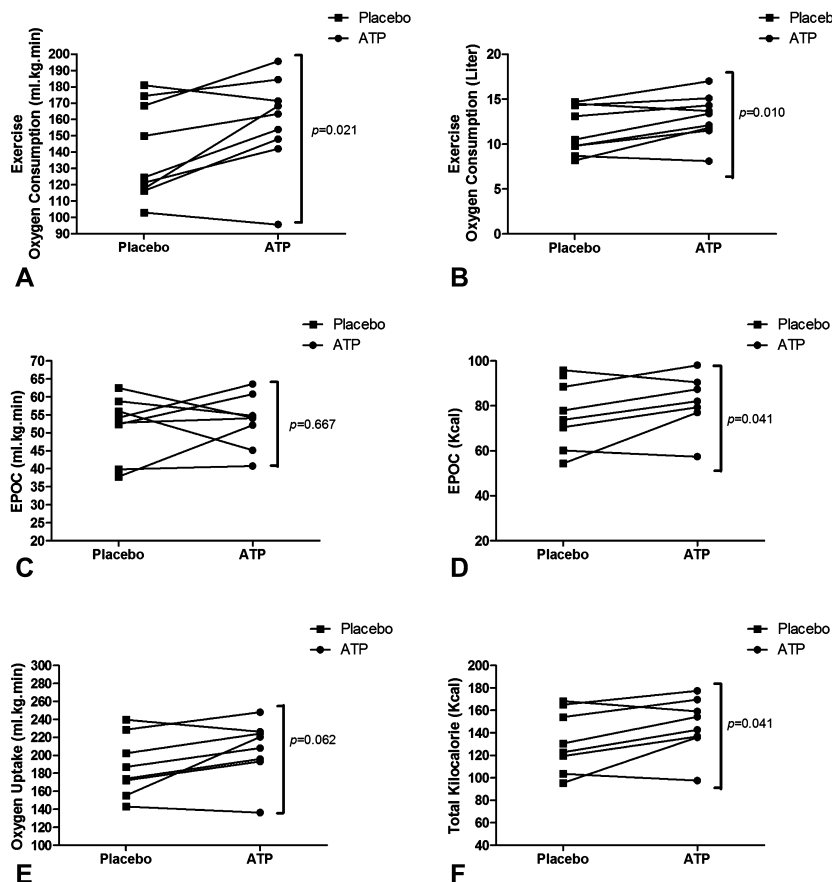 Placebo
ATP
Exercise
Oxygen Consumption (ml.kg.min)
200
190
180
170
160
150
140
130
120
110
100
90
p=0.021
Placebo
ATP
A
Placebo
ATP
Exercise
Oxygen Consumption (Liter)
20
15
10
5
0
p=0.010
Placebo
ATP
B
Placebo
ATP
EPOC (ml.kg.min)
70
65
60
55
50
45
40
35
30
25
20
p=0.667
Placebo
ATP
C
Placebo
ATP
EPOC (Kcal)
100
80
60
40
20
p=0.041
Placebo
ATP
D
Placebo
ATP
Oxygen Uptake (ml.kg.min)
300
280
260
240
220
200
180
160
140
120
100
p=0.062
Placebo
ATP
E
Placebo
ATP
Total Kilocalorie (Kcal)
200
180
160
140
120
100
80
60
40
p=0.041
Placebo
ATP
F